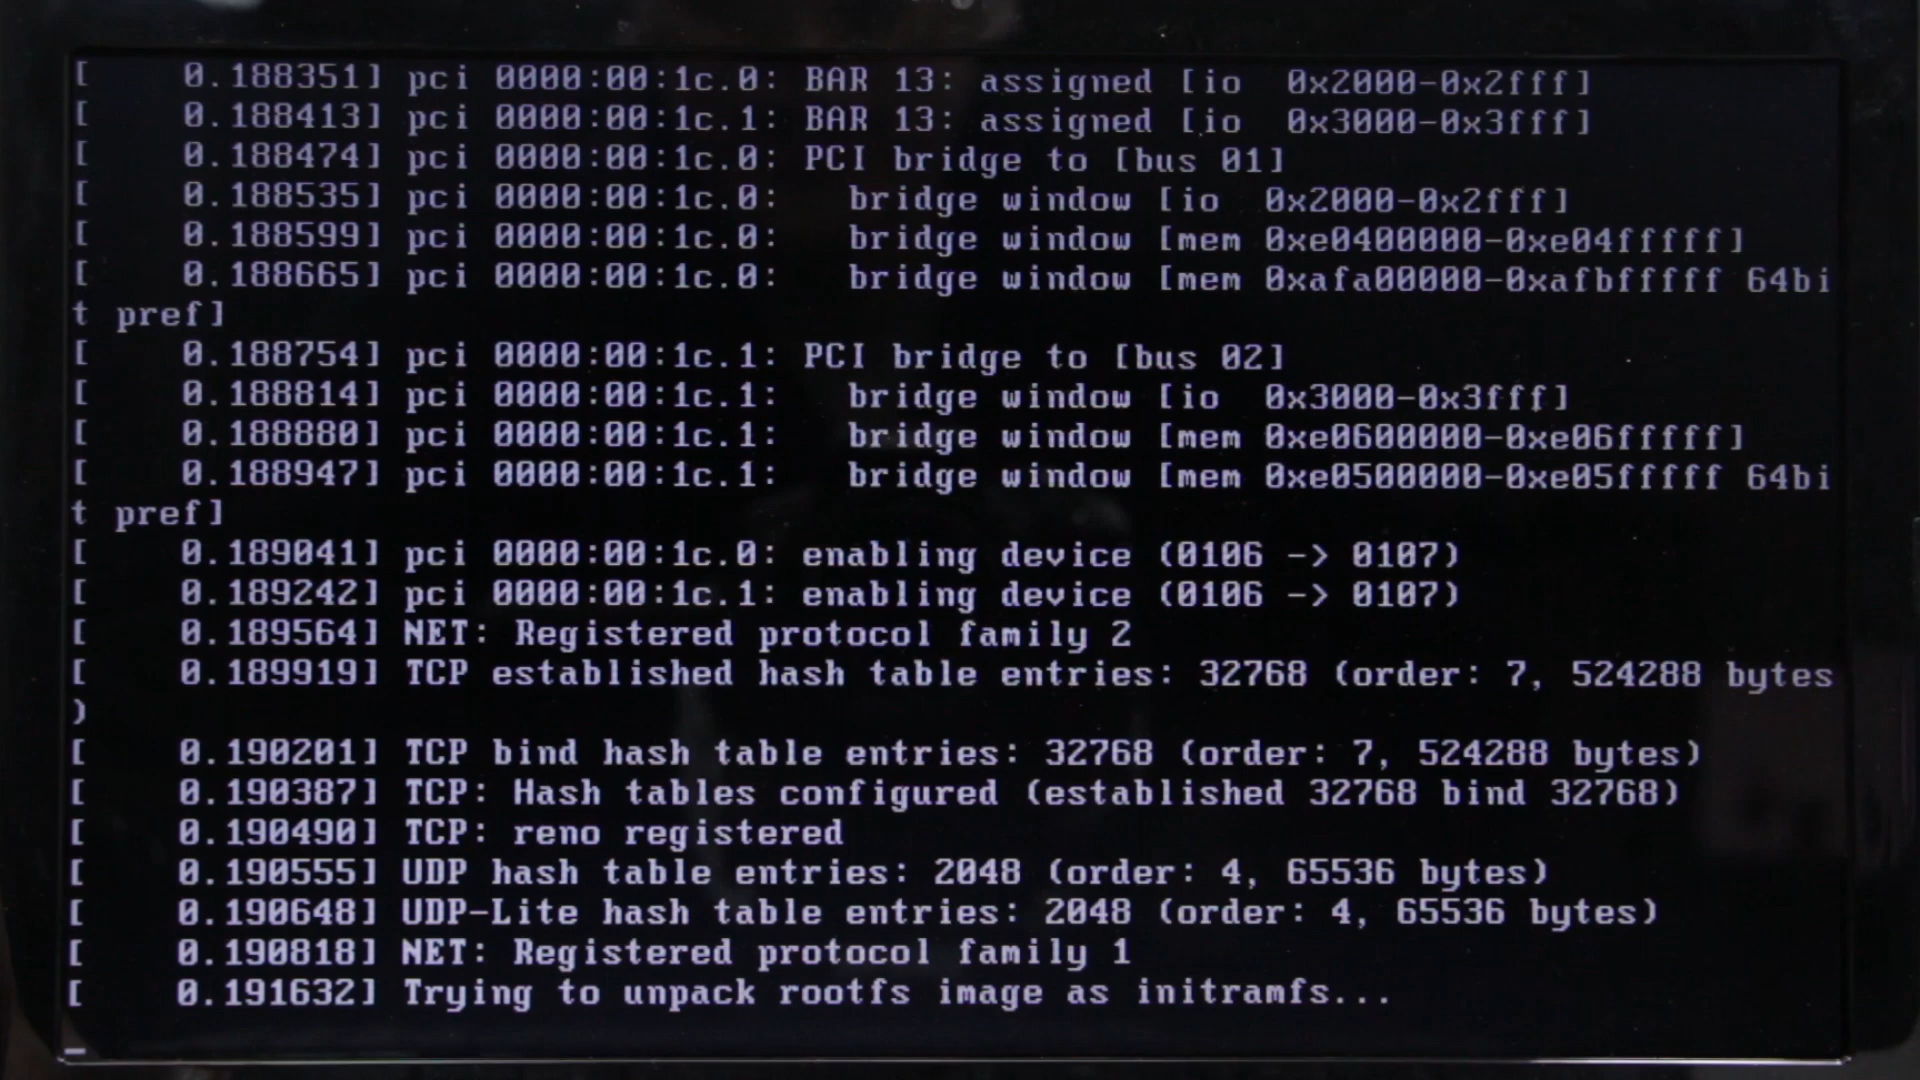 [    0.188351] pci 0000:00:1c.0: BAR 13: assigned [io  0x2000-0x2fff]
[    0.188413] pci 0000:00:1c.1: BAR 13: assigned [io  0x3000-0x3fff]
[    0.188474] pci 0000:00:1c.0: PCI bridge to [bus 01]
[    0.188535] pci 0000:00:1c.0:   bridge window [io  0x2000-0x2fff]
[    0.188599] pci 0000:00:1c.0:   bridge window [mem 0xe0400000-0xe04fffff]
[    0.188665] pci 0000:00:1c.0:   bridge window [mem 0xafa00000-0xafbfffff 64bi
t pref]
[    0.188754] pci 0000:00:1c.1: PCI bridge to [bus 02]
[    0.188814] pci 0000:00:1c.1:   bridge window [io  0x3000-0x3fff]
[    0.188880] pci 0000:00:1c.1:   bridge window [mem 0xe0600000-0xe06fffff]
[    0.188947] pci 0000:00:1c.1:   bridge window [mem 0xe0500000-0xe05fffff 64bi
t pref]
[    0.189041] pci 0000:00:1c.0: enabling device (0106 -> 0107)
[    0.189242] pci 0000:00:1c.1: enabling device (0106 -> 0107)
[    0.189564] NET: Registered protocol family 2
[    0.189919] TCP established hash table entries: 32768 (order: 7, 524288 bytes
)
[    0.190201] TCP bind hash table entries: 32768 (order: 7, 524288 bytes)
[    0.190387] TCP: Hash tables configured (established 32768 bind 32768)
[    0.190490] TCP: reno registered
[    0.190555] UDP hash table entries: 2048 (order: 4, 65536 bytes)
[    0.190648] UDP-Lite hash table entries: 2048 (order: 4, 65536 bytes)
[    0.190818] NET: Registered protocol family 1
[    0.191632] Trying to unpack rootfs image as initramfs...
_